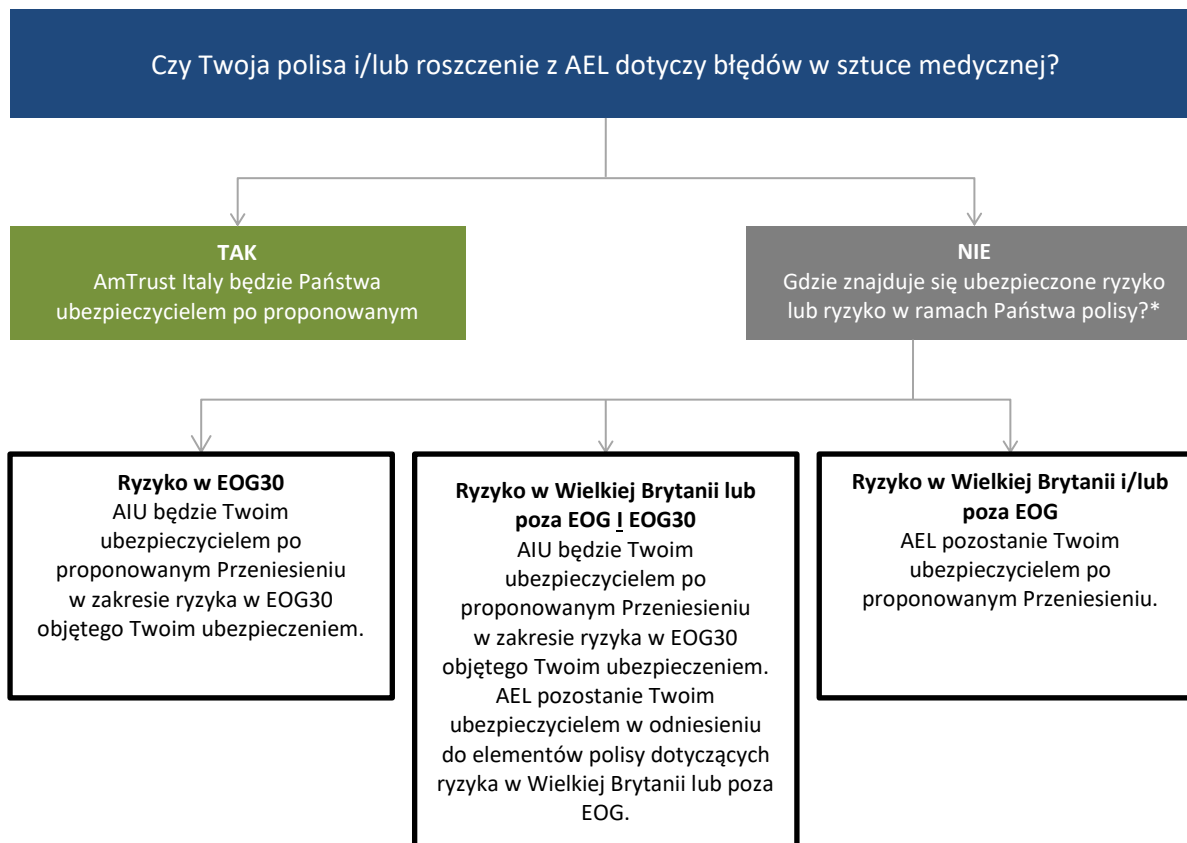 Czy Twoja polisa i/lub roszczenie z AEL dotyczy błędów w sztuce medycznej?
TAK
AmTrust Italy będzie Państwa
ubezpieczycielem po proponowanym
NIE
Gdzie znajduje się ubezpieczone ryzyko
lub ryzyko w ramach Państwa polisy?*
Ryzyko w EOG30
AIU będzie Twoim
ubezpieczycielem po
proponowanym Przeniesieniu
w zakresie ryzyka w EOG30
objętego Twoim ubezpieczeniem.
Ryzyko w Wielkiej Brytanii lub
poza EOG I EOG30
AIU będzie Twoim
ubezpieczycielem po
proponowanym Przeniesieniu
w zakresie ryzyka w EOG30
objętego Twoim ubezpieczeniem.
AEL pozostanie Twoim
ubezpieczycielem w odniesieniu
do elementów polisy dotyczących
ryzyka w Wielkiej Brytanii lub poza
EOG.
Ryzyko w Wielkiej Brytanii i/lub
poza EOG
AEL pozostanie Twoim
ubezpieczycielem po
proponowanym Przeniesieniu.